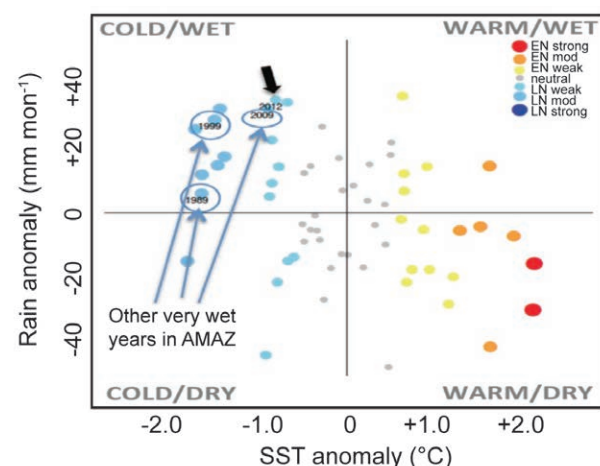 COLD/WET
WARM/WET
EN strong
EN mod
EN weak
neutral
LN weak
LN mod
LN strong
Rain anomaly (mm mon⁻¹)
+40
+20
0
-20
-40
2012
2009
1999
1989
Other very wet
years in AMAZ
COLD/DRY
WARM/DRY
-2.0
-1.0
0
+1.0
+2.0
SST anomaly (°C)